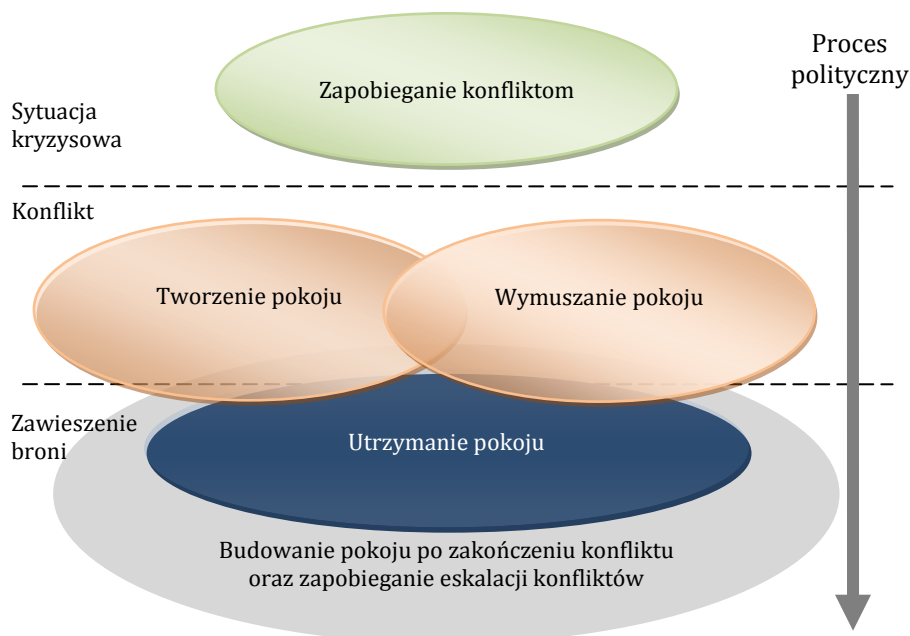 Proces
polityczny
Zapobieganie konfliktom
Sytuacja
kryzysowa
Konflikt
Tworzenie pokoju
Wymuszanie pokoju
Zawieszenie
broni
Utrzymanie pokoju
Budowanie pokoju po zakończeniu konfliktu
oraz zapobieganie eskalacji konfliktów